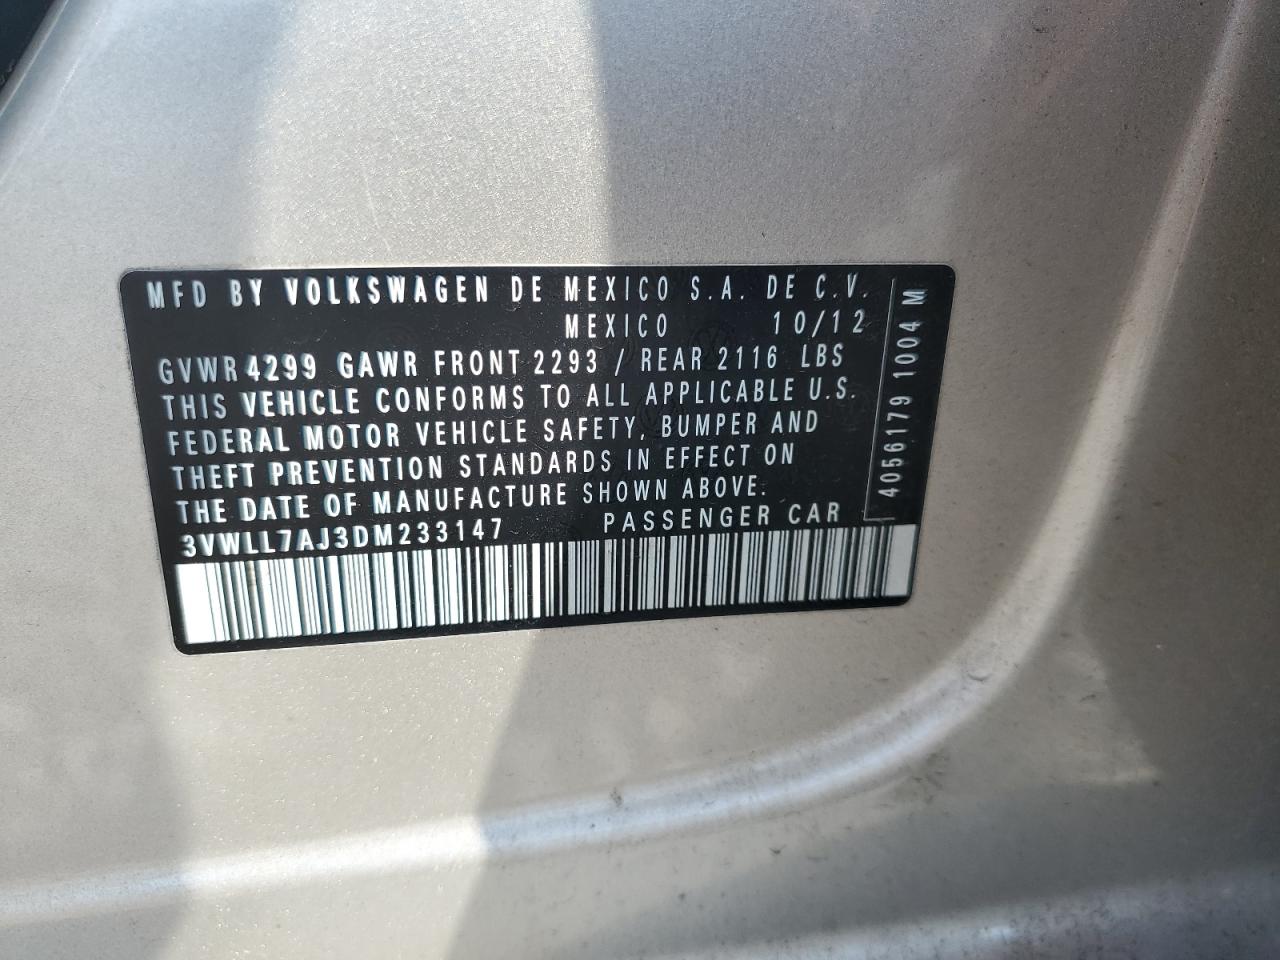 MFD BY VOLKSWAGEN DE MEXICO S.A. DE C.V.
MEXICO 10/12
GVWR 4299 GAWR FRONT 2293 / REAR 2116 LBS
THIS VEHICLE CONFORMS TO ALL APPLICABLE U.S.
FEDERAL MOTOR VEHICLE SAFETY, BUMPER AND
THEFT PREVENTION STANDARDS IN EFFECT ON
THE DATE OF MANUFACTURE SHOWN ABOVE.
3VWLL7AJ3DM233147 PASSENGER CAR
4056179 1004 M